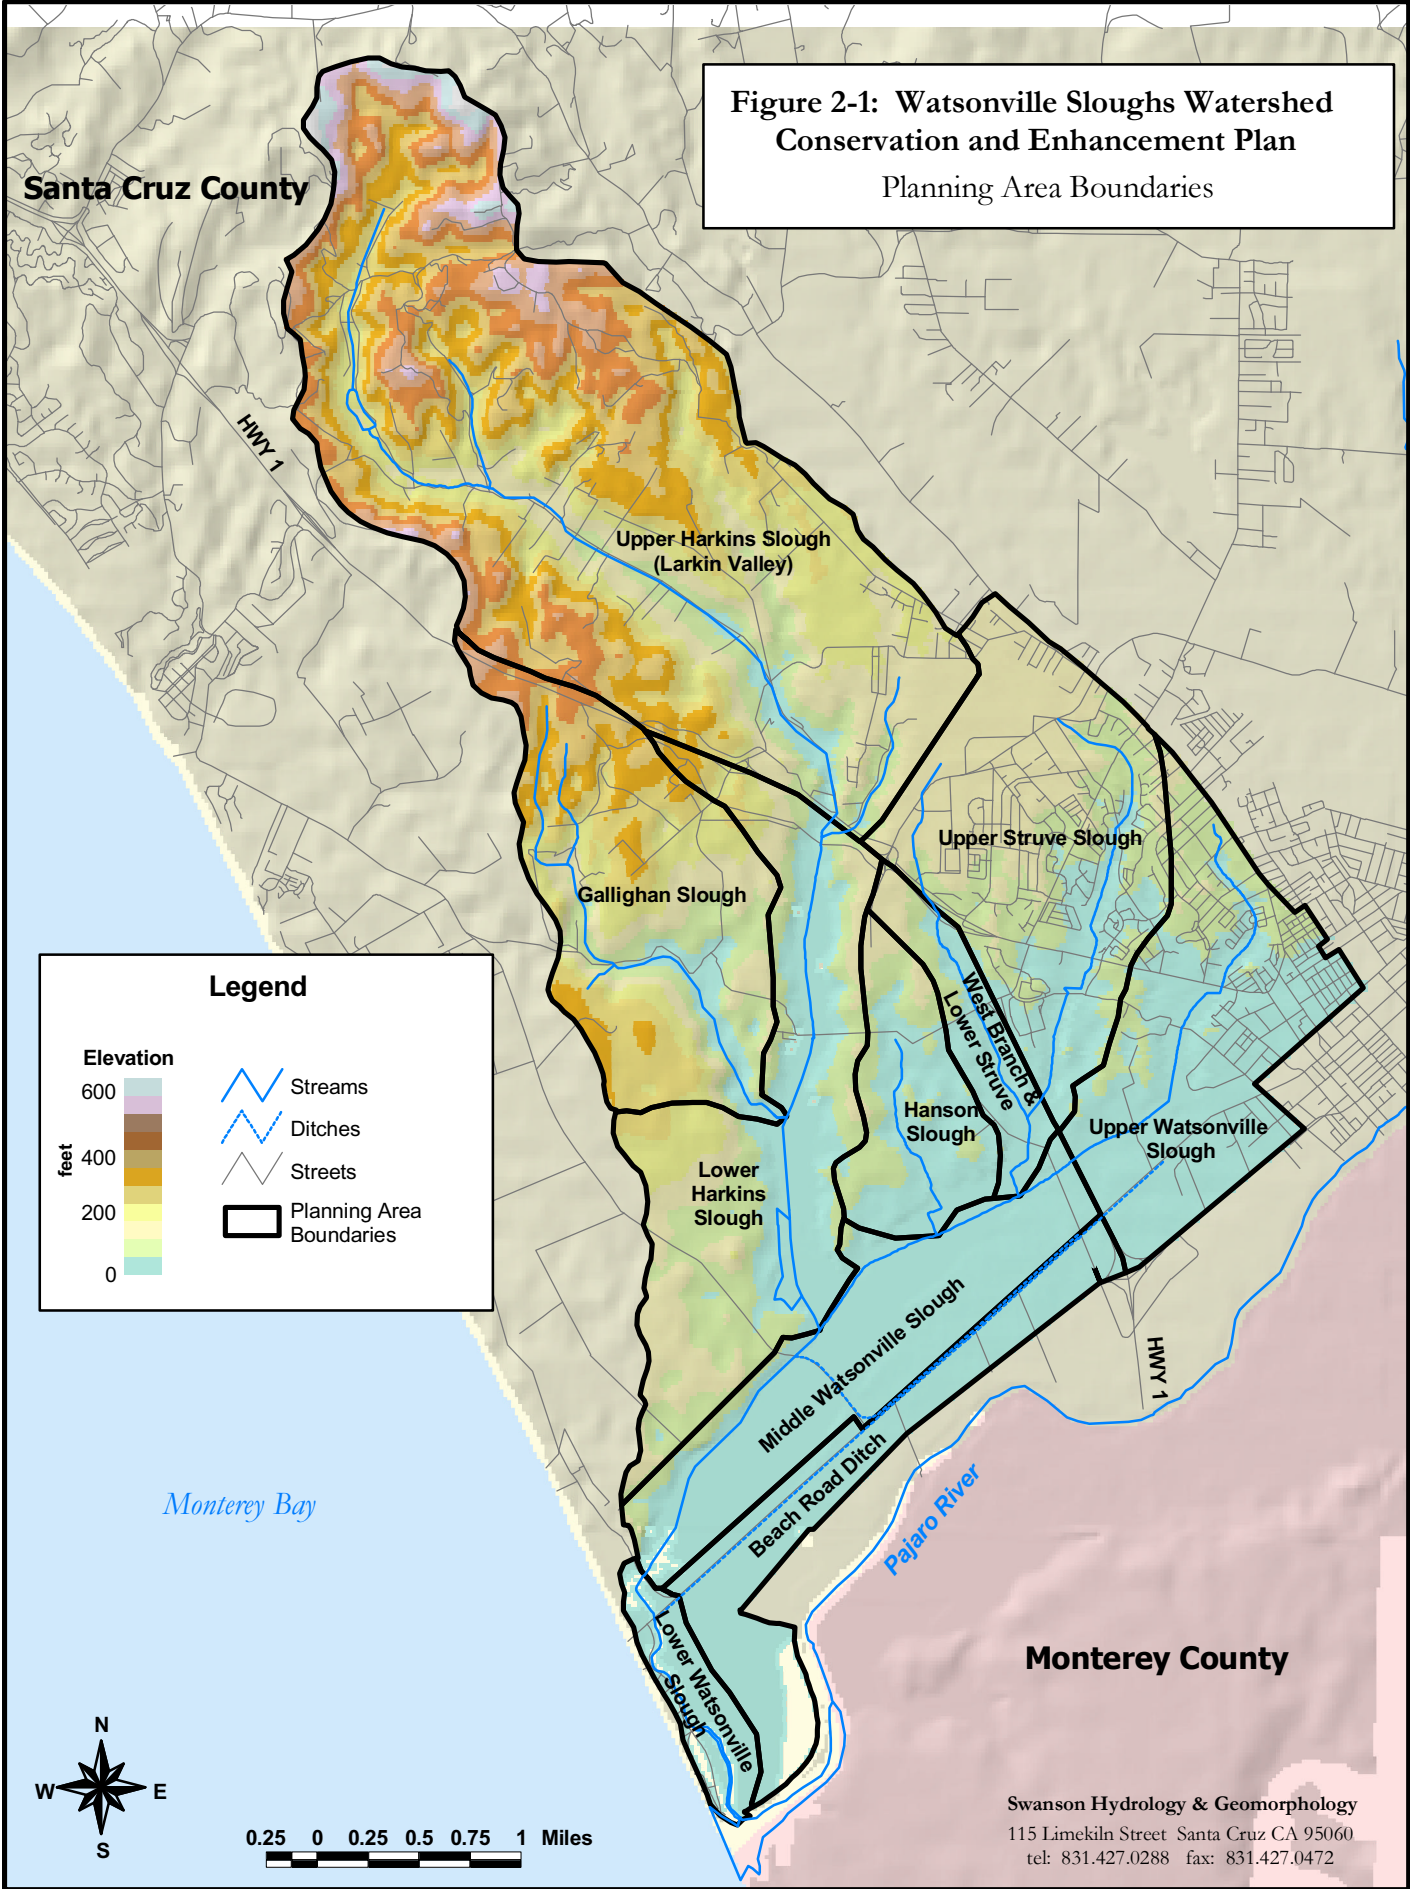 Figure 2-1: Watsonville Sloughs Watershed
Conservation and Enhancement Plan
Planning Area Boundaries
Santa Cruz County
HWY 1
Upper Harkins Slough
(Larkin Valley)
Upper Struve Slough
Gallighan Slough
West Branch &
Lower Struve
Hanson
Slough
Upper Watsonville
Slough
Lower
Harkins
Slough
Middle Watsonville Slough
HWY 1
Beach Road Ditch
Pajaro River
Lower Watsonville
Slough
Monterey Bay
Monterey County
Legend
Elevation
600
400
200
0
feet
Streams
Ditches
Streets
Planning Area
Boundaries
N
W
E
S
0.25 0 0.25 0.5 0.75 1 Miles
Swanson Hydrology & Geomorphology
115 Limekiln Street Santa Cruz CA 95060
tel: 831.427.0288 fax: 831.427.0472